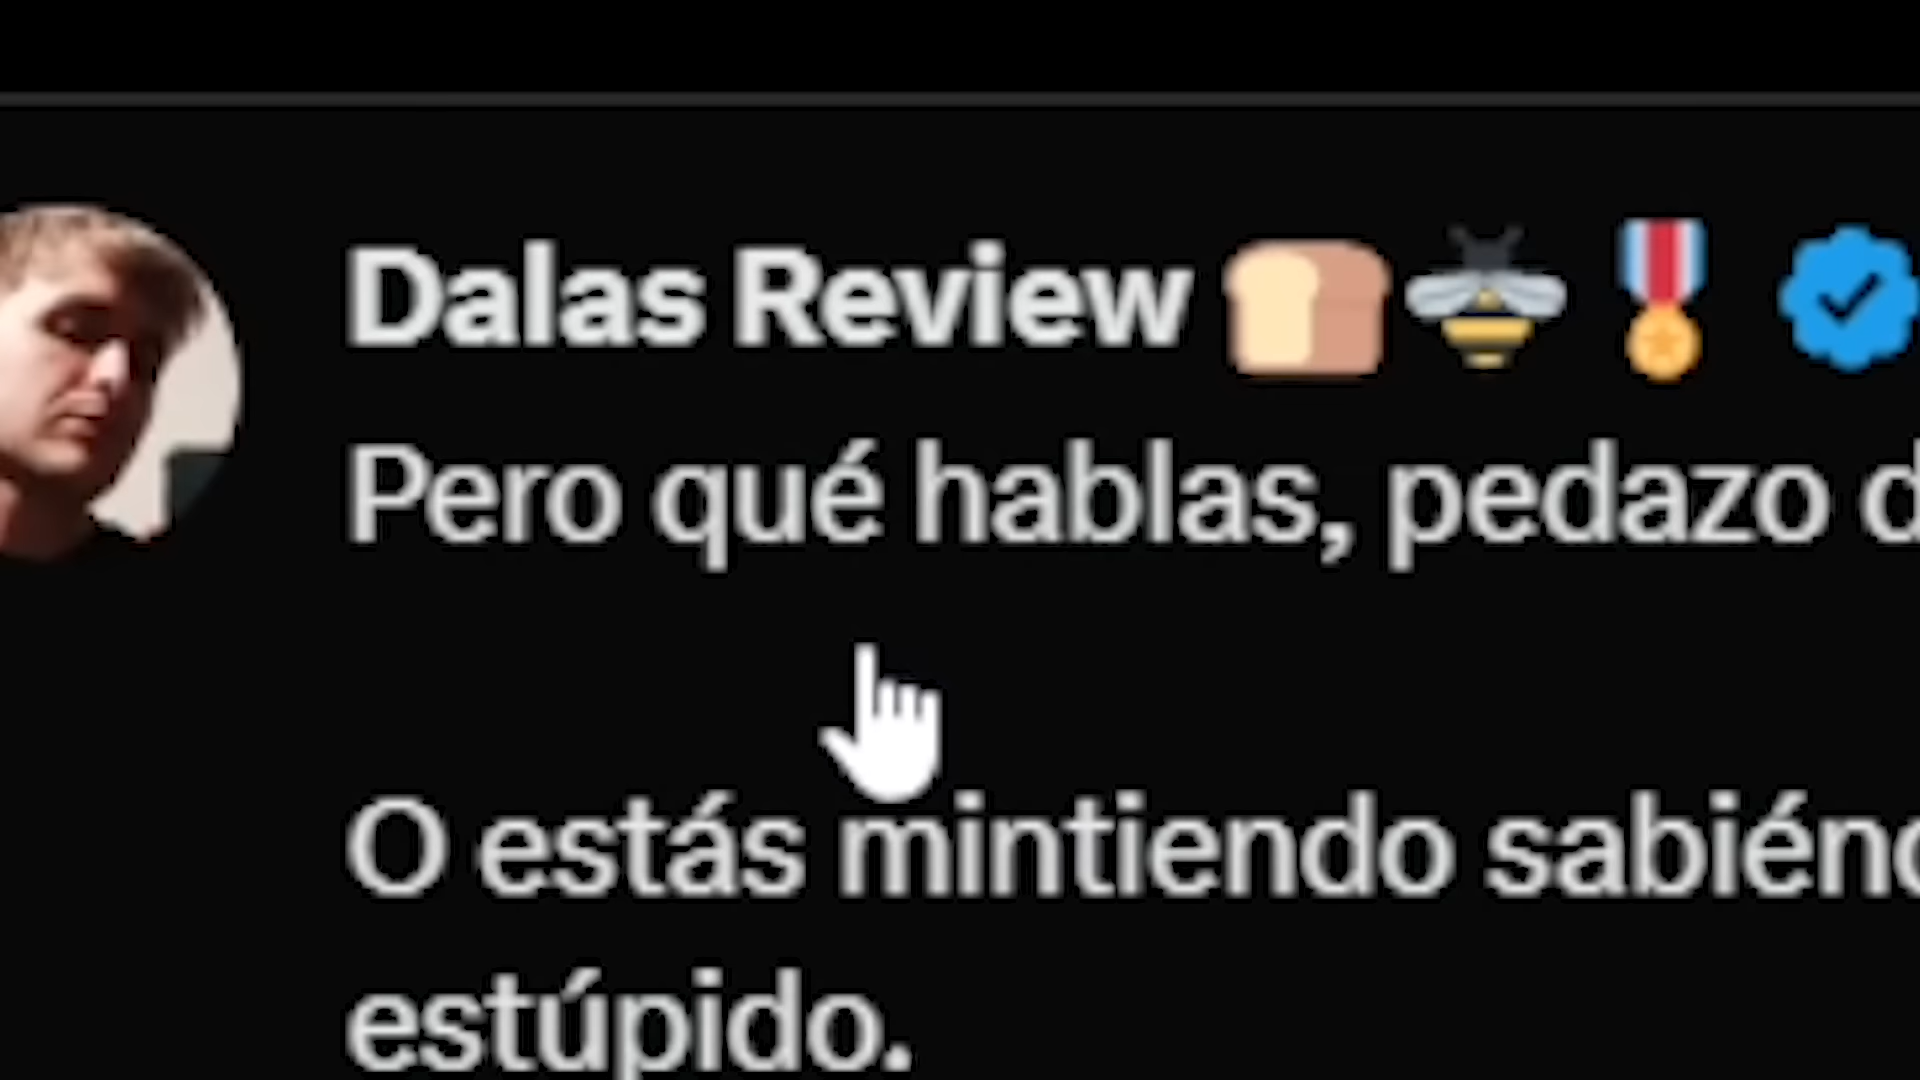 Dalas Review 🍞🐝🎖️
Pero qué hablas, pedazo
O estás mintiendo
estúpido.